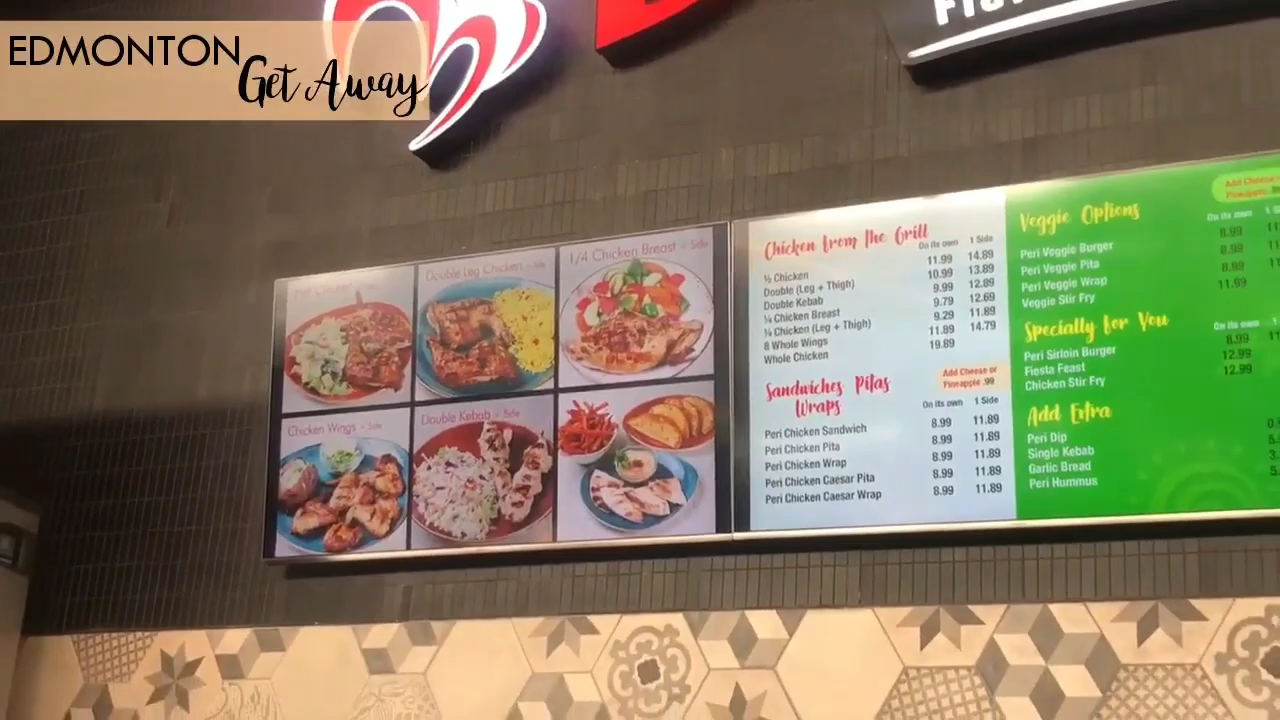 EDMONTON
Get Away
Double Leg Chicken + Side
1/4 Chicken Breast + Side
Chicken Wings + Side
Double Kebab + Side
Chicken from the Grill
On its own 1 Side
½ Chicken 11.99 14.89
Double (Leg + Thigh) 10.99 13.89
Double Kebab 9.99 12.89
¼ Chicken Breast 9.79 12.69
¼ Chicken (Leg + Thigh) 9.29 11.89
8 Whole Wings 11.89 14.79
Whole Chicken 19.89
Sandwiches Pitas
Wraps
Add Cheese or
Pineapple .99
On its own 1 Side
Peri Chicken Sandwich 8.99 11.89
Peri Chicken Pita 8.99 11.89
Peri Chicken Wrap 8.99 11.89
Peri Chicken Caesar Pita 8.99 11.89
Peri Chicken Caesar Wrap 8.99 11.89
Veggie Options
Add Cheese
Pineapple
On its own
Peri Veggie Burger 8.99
Peri Veggie Pita 8.99
Peri Veggie Wrap 8.99
Veggie Stir Fry 11.99
Specially for You
On its own
Peri Sirloin Burger 8.99
Fiesta Feast 12.99
Chicken Stir Fry 12.99
Add Extra
Peri Dip
Single Kebab
Garlic Bread
Peri Hummus